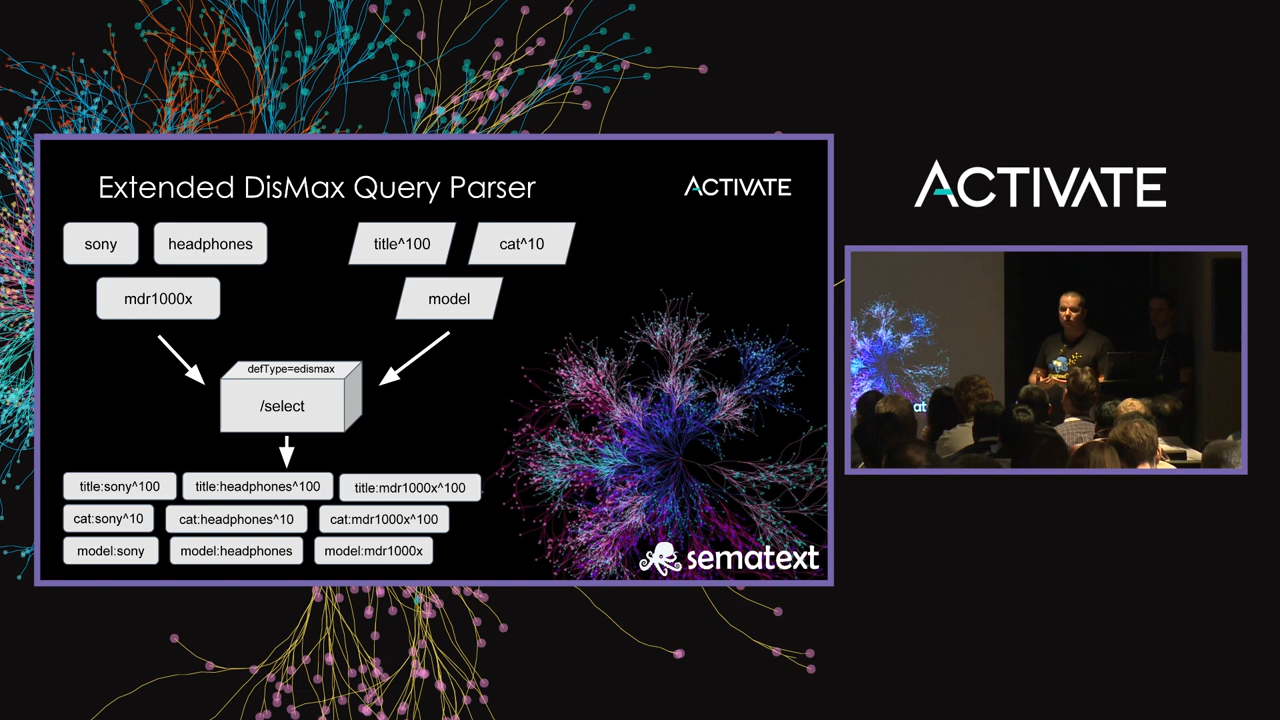 Extended DisMax Query Parser
ACTIVATE
sony headphones
title^100 cat^10
mdr1000x
model
defType=edismax
/select
title:sony^100 title:headphones^100 title:mdr1000x^100
cat:sony^10 cat:headphones^10 cat:mdr1000x^100
model:sony model:headphones model:mdr1000x
sematext
ACTIVATE
at